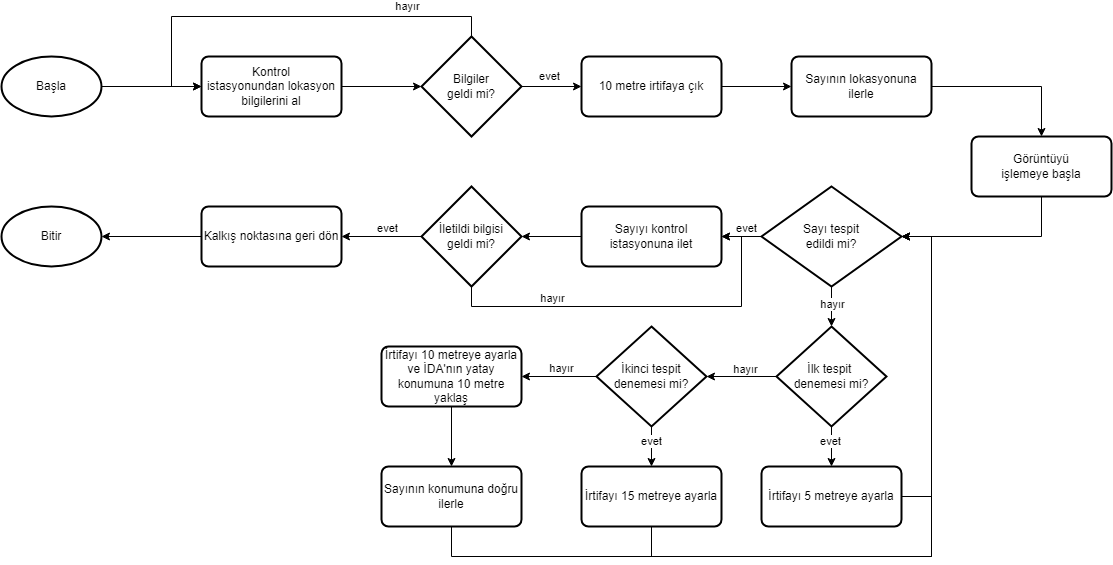 hayır
Başla
Kontrol
istasyonundan lokasyon
bilgilerini al
Bilgiler
geldi mi?
evet
10 metre irtifaya çık
Sayının lokasyonuna
ilerle
Görüntüyü
işlemeye başla
Bitir
Kalkış noktasına geri dön
evet
İletildi bilgisi
geldi mi?
Sayıyı kontrol
istasyonuna ilet
evet
Sayı tespit
edildi mi?
hayır
hayır
İrtifayı 10 metreye ayarla
ve İDA'nın yatay
konumuna 10 metre
yaklaş
hayır
İkinci tespit
denemesi mi?
hayır
İlk tespit
denemesi mi?
evet
evet
Sayının konumuna doğru
ilerle
İrtifayı 15 metreye ayarla
İrtifayı 5 metreye ayarla